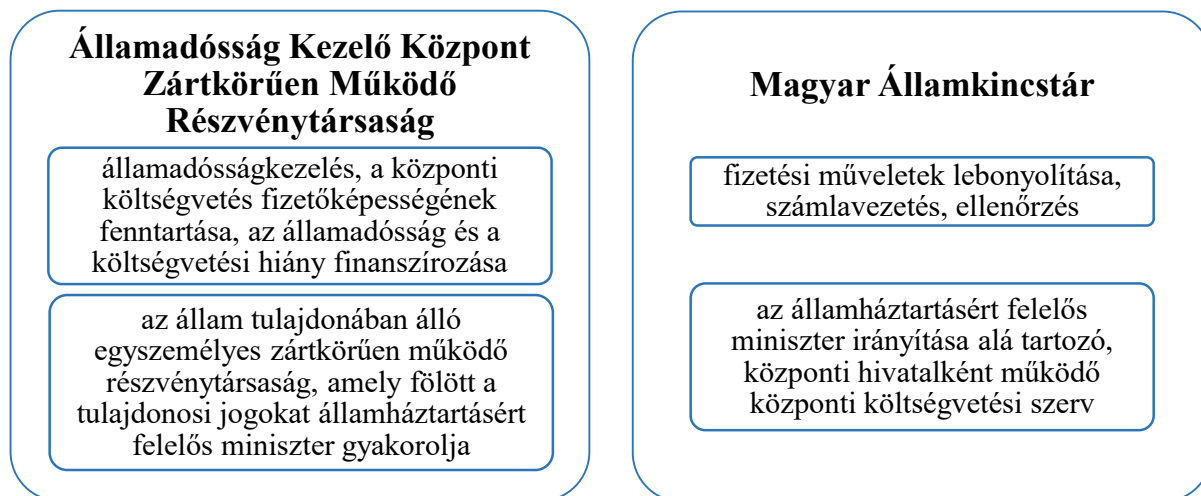 Államadósság Kezelő Központ
Zártkörűen Működő
Részvénytársaság
államadósságkezelés, a központi
költségvetés fizetőképességének
fenntartása, az államadósság és a
költségvetési hiány finanszírozása
az állam tulajdonában álló
egyszemélyes zártkörűen működő
részvénytársaság, amely fölött a
tulajdonosi jogokat államháztartásért
felelős miniszter gyakorolja
Magyar Államkincstár
fizetési műveletek lebonyolítása,
számlavezetés, ellenőrzés
az államháztartásért felelős
miniszter irányítása alá tartozó,
központi hivatalként működő
központi költségvetési szerv